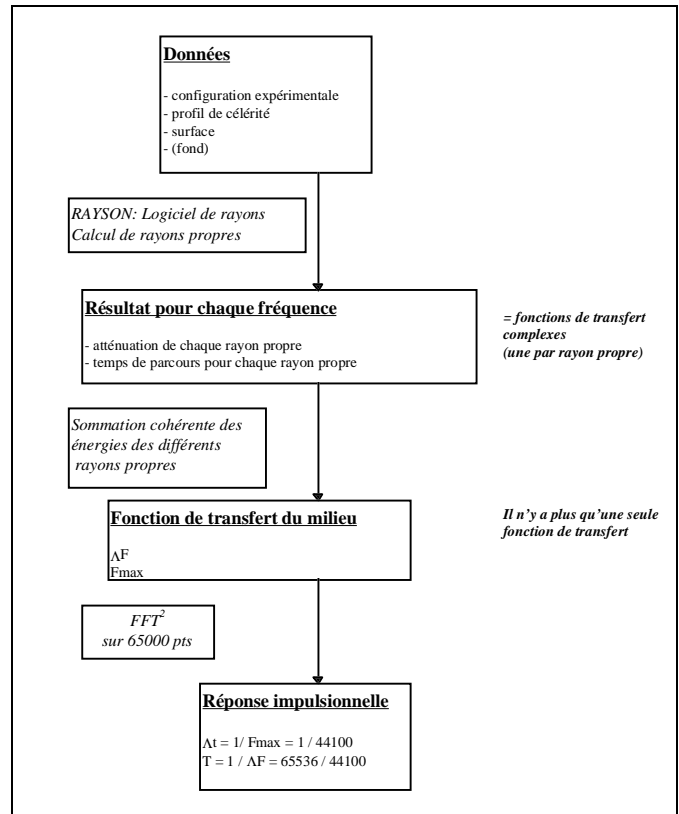 Données
- configuration expérimentale
- profil de célérité
- surface
- (fond)
RAYSON: Logiciel de rayons
Calcul de rayons propres
Résultat pour chaque fréquence
- atténuation de chaque rayon propre
- temps de parcours pour chaque rayon propre
= fonctions de transfert
complexes
(une par rayon propre)
Sommation cohérente des
énergies des différents
rayons propres
Fonction de transfert du milieu
ΛF
Fmax
Il n'y a plus qu'une seule
fonction de transfert
FFT²
sur 65000 pts
Réponse impulsionnelle
Λt = 1/ Fmax = 1 / 44100
T = 1 / ΛF = 65536 / 44100